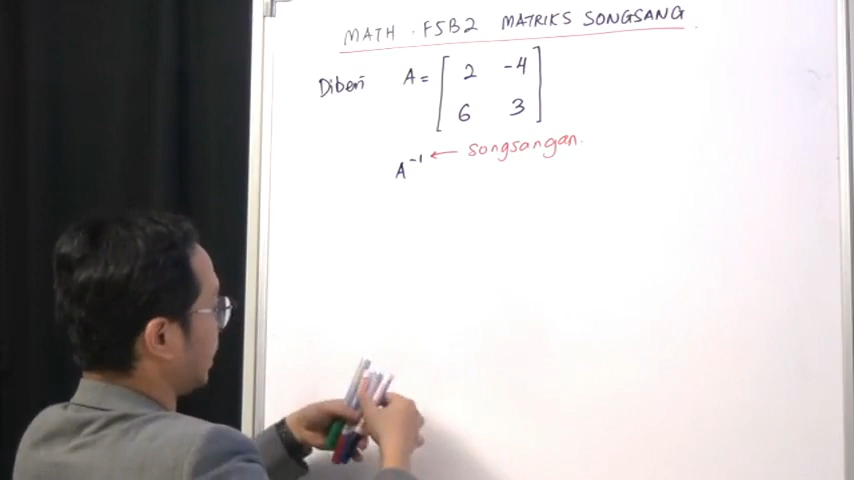 MATH . F5B2 MATRIKS SONGSANG
Diberi A = [ 2 -4
6 3 ]
A⁻¹ ← songsangan.